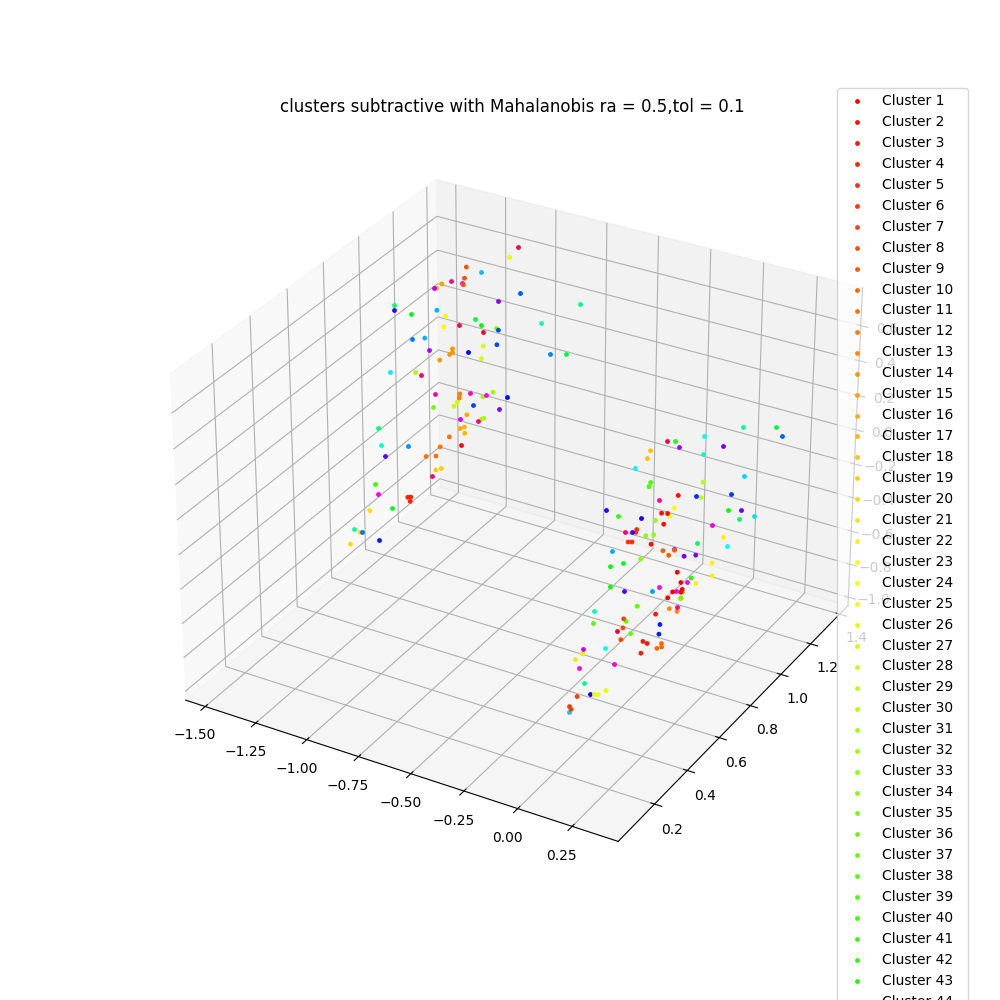 clusters subtractive with Mahalanobis ra = 0.5,tol = 0.1
Cluster 1
Cluster 2
Cluster 3
Cluster 4
Cluster 5
Cluster 6
Cluster 7
Cluster 8
Cluster 9
Cluster 10
Cluster 11
Cluster 12
Cluster 13
Cluster 14
Cluster 15
Cluster 16
Cluster 17
Cluster 18
Cluster 19
Cluster 20
Cluster 21
Cluster 22
Cluster 23
Cluster 24
Cluster 25
Cluster 26
Cluster 27
Cluster 28
Cluster 29
Cluster 30
Cluster 31
Cluster 32
Cluster 33
Cluster 34
Cluster 35
Cluster 36
Cluster 37
Cluster 38
Cluster 39
Cluster 40
Cluster 41
Cluster 42
Cluster 43
Cluster 44
−1.50
−1.25
−1.00
−0.75
−0.50
−0.25
0.00
0.25
0.2
0.4
0.6
0.8
1.0
1.2
1.4
0.4
−0.2
−0.8